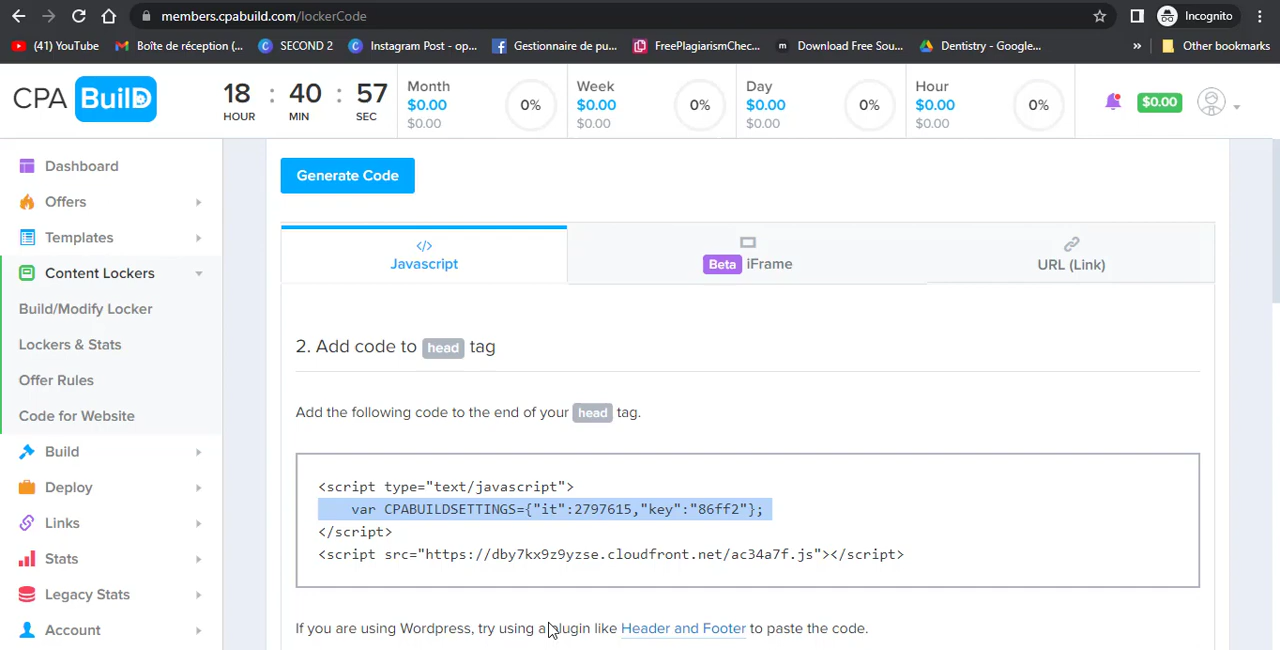 members.cpabuild.com/lockerCode
Incognito
(41) YouTube
Boîte de réception (...
SECOND 2
Instagram Post - op...
Gestionnaire de pu...
FreePlagiarismChec...
Download Free Sou...
Dentistry - Google...
»
Other bookmarks
CPA BuilD
18 : 40 : 57
HOUR MIN SEC
Month
$0.00
$0.00
0%
Week
$0.00
$0.00
0%
Day
$0.00
$0.00
0%
Hour
$0.00
$0.00
0%
$0.00
Dashboard
Offers
Templates
Content Lockers
Build/Modify Locker
Lockers & Stats
Offer Rules
Code for Website
Build
Deploy
Links
Stats
Legacy Stats
Account
Generate Code
</>
Javascript
Beta iFrame
URL (Link)
2. Add code to head tag
Add the following code to the end of your head tag.
<script type="text/javascript">
var CPABUILDSETTINGS={"it":2797615,"key":"86ff2"};
</script>
<script src="https://dby7kx9z9yzse.cloudfront.net/ac34a7f.js"></script>
If you are using Wordpress, try using a plugin like Header and Footer to paste the code.